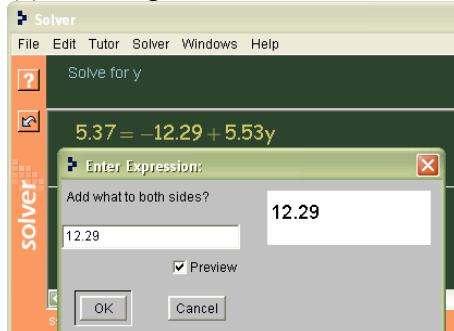 Solver
File Edit Tutor Solver Windows Help
? Solve for y
5.37 = −12.29 + 5.53y
solver
Enter Expression:
Add what to both sides?
12.29
12.29
Preview
OK Cancel